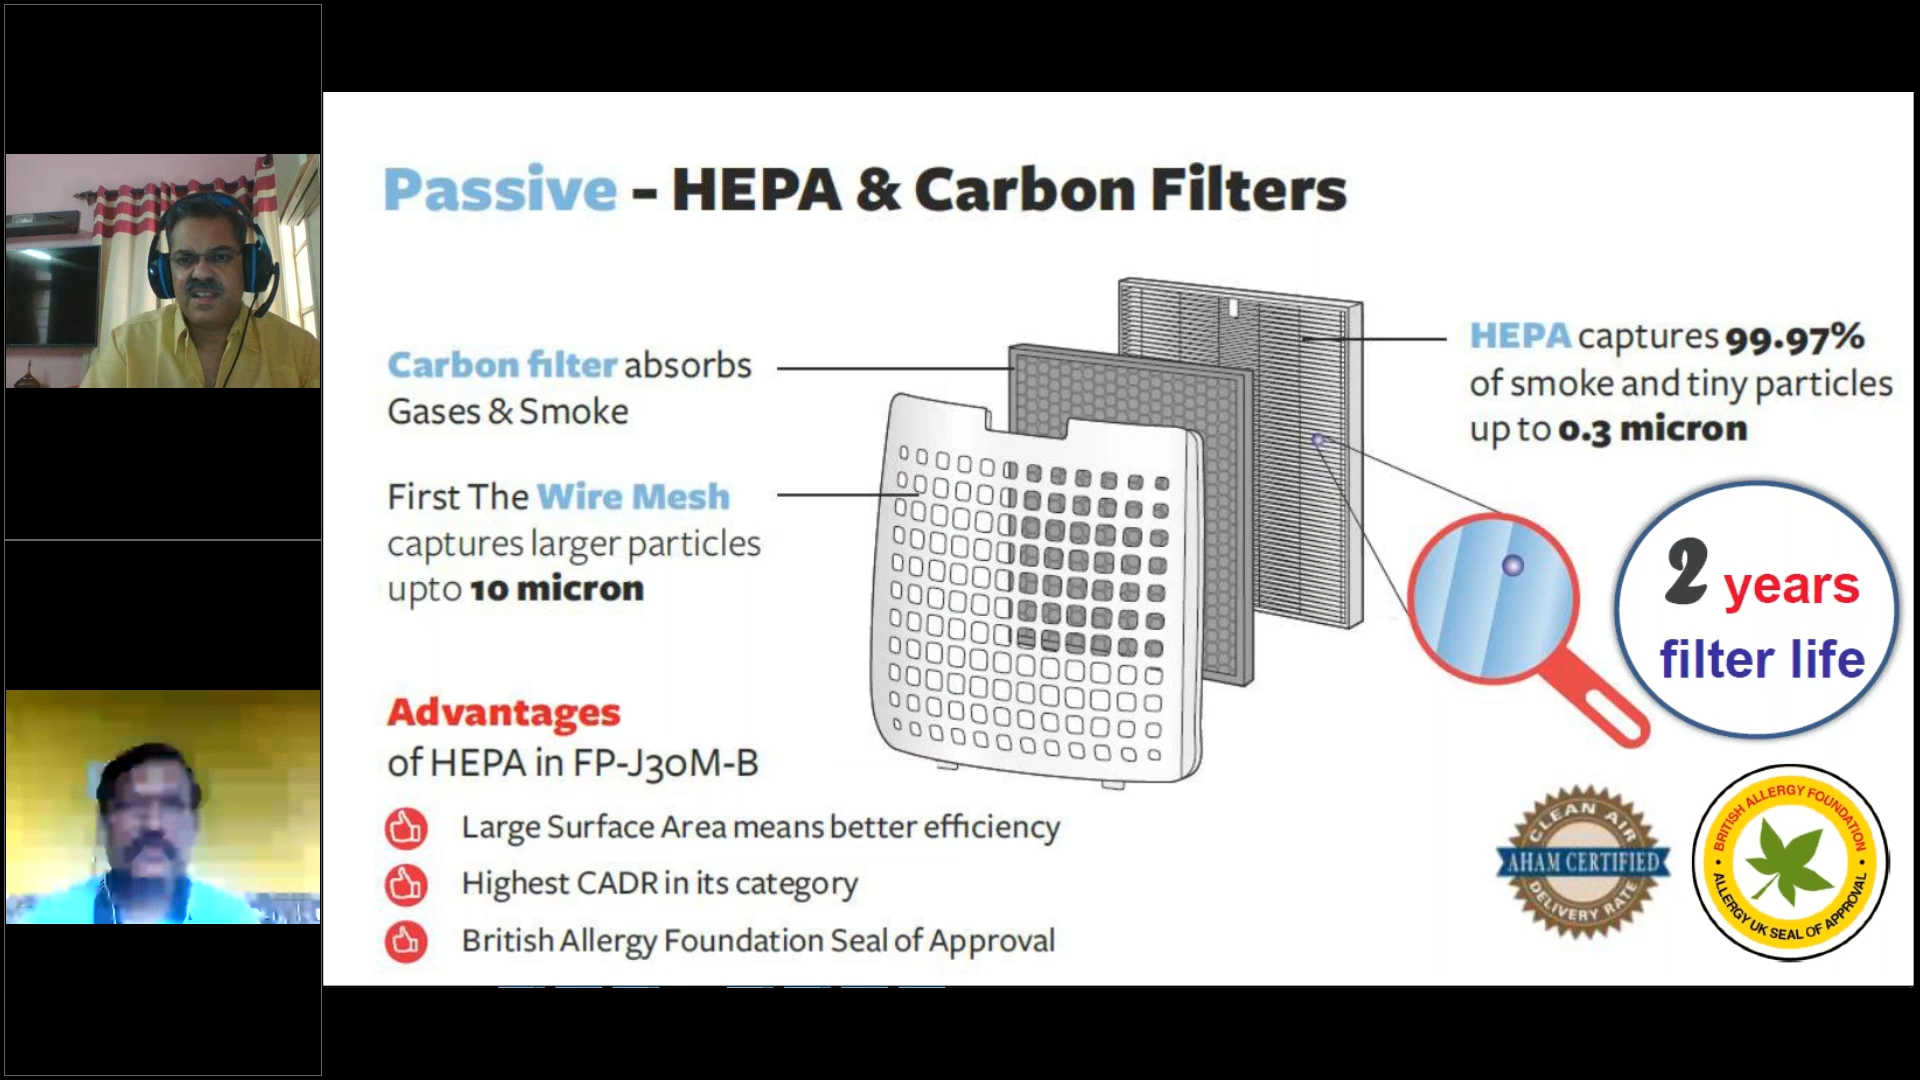 Passive - HEPA & Carbon Filters
Carbon filter absorbs
Gases & Smoke
First The Wire Mesh
captures larger particles
upto 10 micron
HEPA captures 99.97%
of smoke and tiny particles
up to 0.3 micron
2 years
filter life
Advantages
of HEPA in FP-J30M-B
Large Surface Area means better efficiency
Highest CADR in its category
British Allergy Foundation Seal of Approval
CLEAN AIR
AHAM CERTIFIED
DELIVERY RATE
BRITISH ALLERGY FOUNDATION
ALLERGY UK SEAL OF APPROVAL